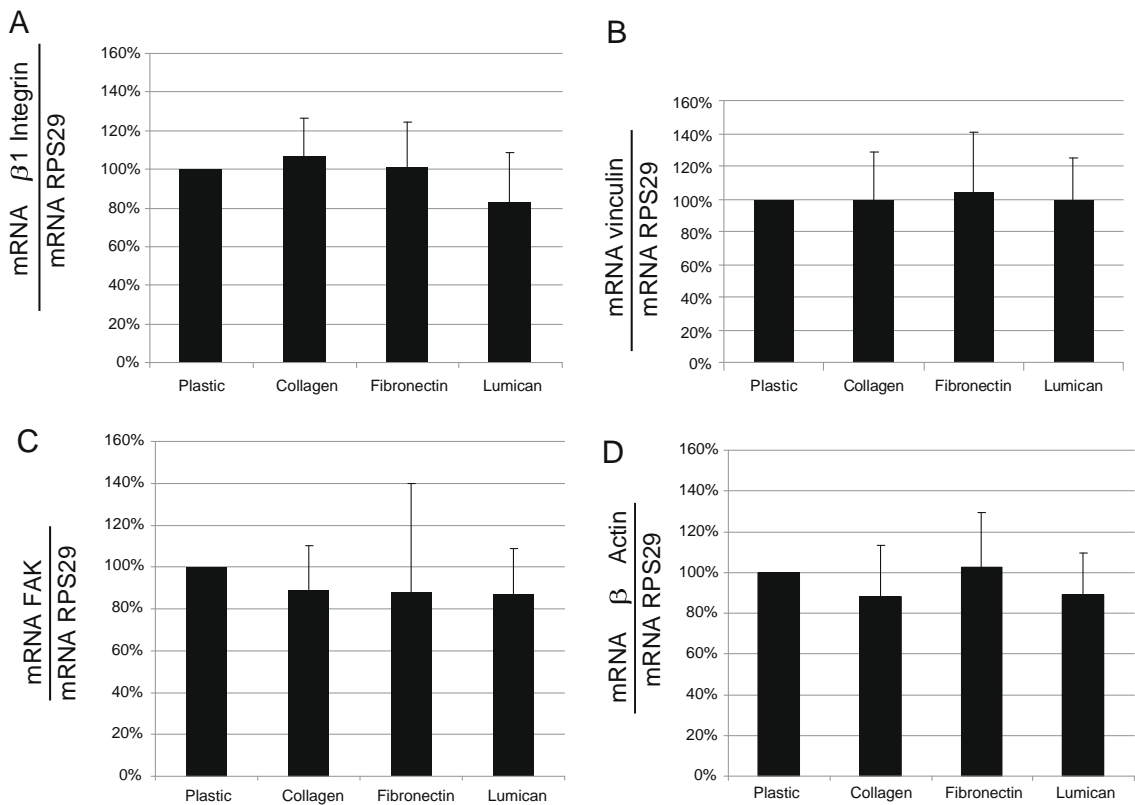 A
mRNA β1 Integrin
mRNA RPS29
160%
140%
120%
100%
80%
60%
40%
20%
0%
Plastic Collagen Fibronectin Lumican
B
mRNA vinculin
mRNA RPS29
160%
140%
120%
100%
80%
60%
40%
20%
0%
Plastic Collagen Fibronectin Lumican
C
mRNA FAK
mRNA RPS29
160%
140%
120%
100%
80%
60%
40%
20%
0%
Plastic Collagen Fibronectin Lumican
D
mRNA β Actin
mRNA RPS29
160%
140%
120%
100%
80%
60%
40%
20%
0%
Plastic Collagen Fibronectin Lumican